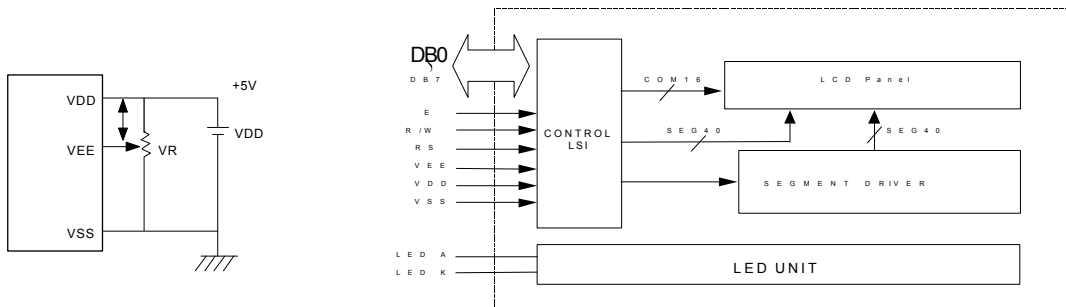 +5V
VDD
VDD
VEE
VR
VSS
DB0
~
DB7
E
R/W
RS
VEE
VDD
VSS
LED A
LED K
CONTROL
LSI
COM16
SEG40
LCD Panel
SEG40
SEGMENT DRIVER
LED UNIT